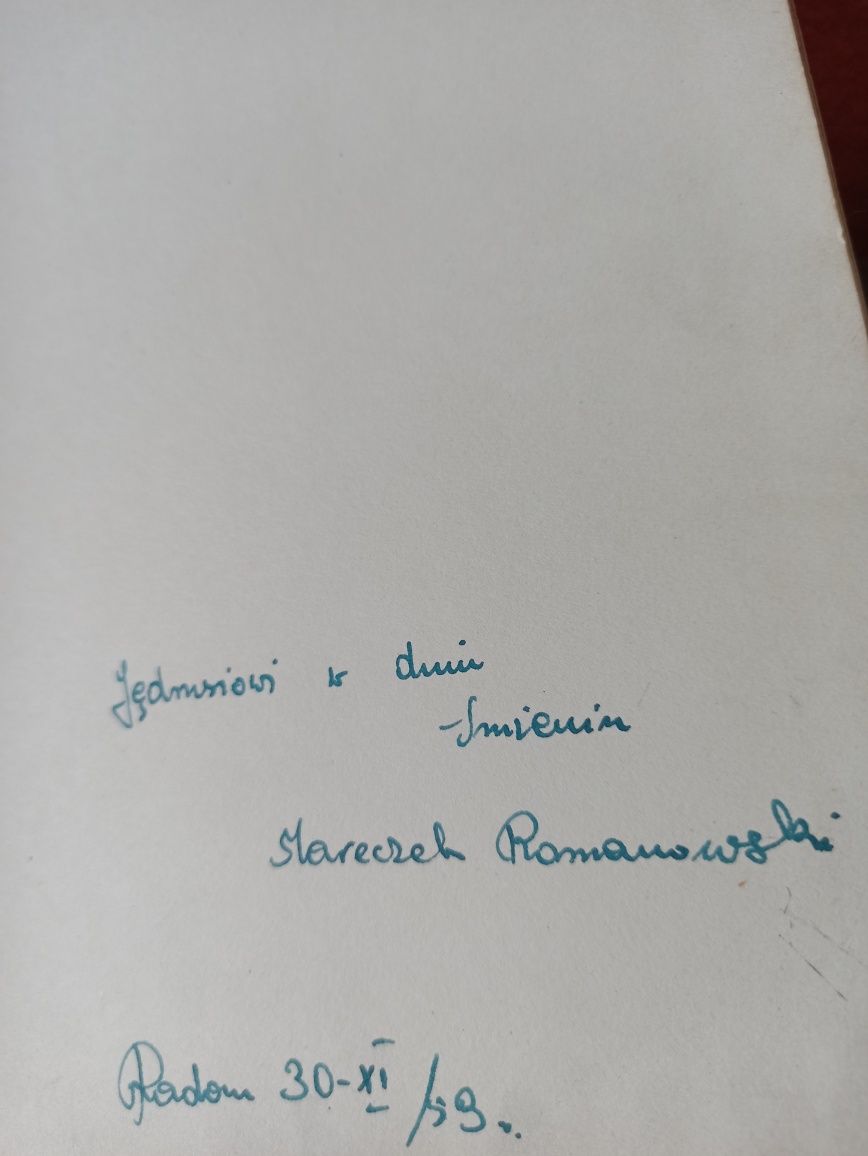 Jędrusiowi w dniu
Imienin
Mareczek Romanowski
Radom 30-XI/59.